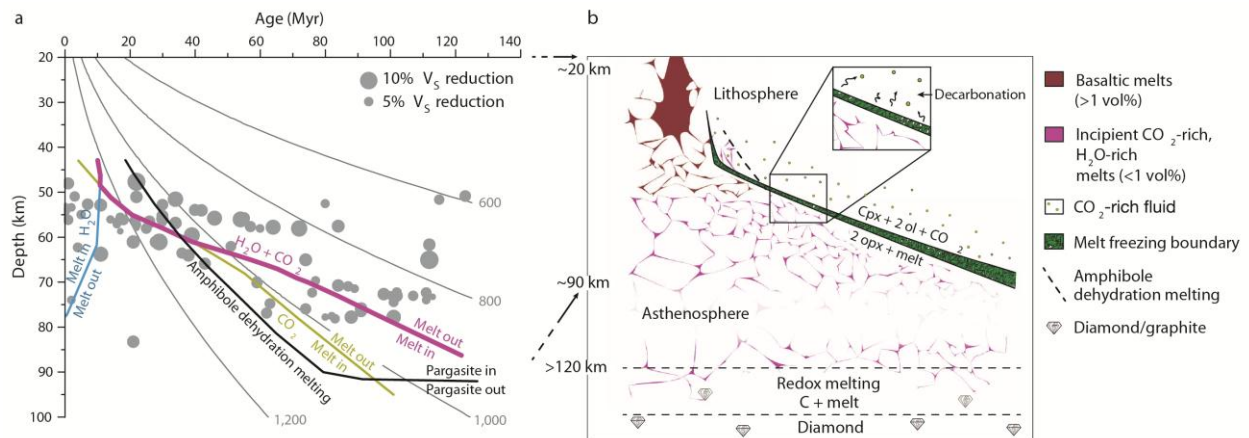 a
Age (Myr)
0 20 40 60 80 100 120 140
Depth (km)
20
30
40
50
60
70
80
90
100
10% VS reduction
5% VS reduction
600
800
1,000
1,200
H2O
Melt in
Melt out
H2O + CO2
Melt out
Melt in
CO2
Melt out
Melt in
Amphibole dehydration melting
Pargasite in
Pargasite out
b
~20 km
~90 km
>120 km
Lithosphere
Decarbonation
Cpx + 2 ol + CO2
2 opx + melt
Asthenosphere
Redox melting
C + melt
Diamond
Basaltic melts
(>1 vol%)
Incipient CO2-rich,
H2O-rich
melts (<1 vol%)
CO2-rich fluid
Melt freezing boundary
Amphibole
dehydration melting
Diamond/graphite